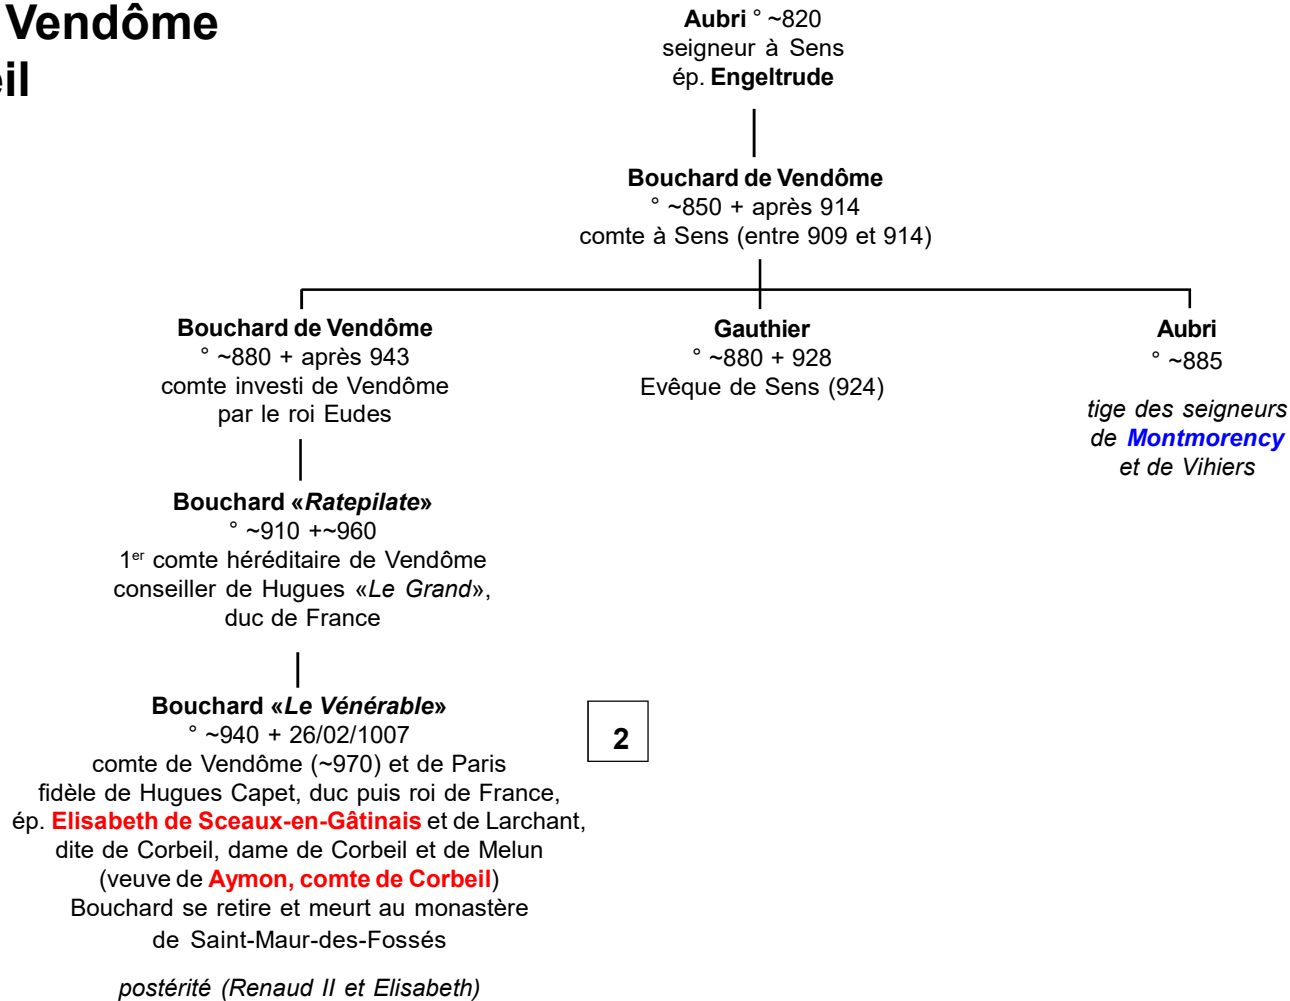 Vendôme
eil
Aubri ° ~820
seigneur à Sens
ép. Engeltrude
Bouchard de Vendôme
° ~850 + après 914
comte à Sens (entre 909 et 914)
Bouchard de Vendôme
° ~880 + après 943
comte investi de Vendôme
par le roi Eudes
Gauthier
° ~880 + 928
Evêque de Sens (924)
Aubri
° ~885
tige des seigneurs
de Montmorency
et de Vihiers
Bouchard «Ratepilate»
° ~910 +~960
1er comte héréditaire de Vendôme
conseiller de Hugues «Le Grand»,
duc de France
Bouchard «Le Vénérable»
° ~940 + 26/02/1007
comte de Vendôme (~970) et de Paris
fidèle de Hugues Capet, duc puis roi de France,
ép. Elisabeth de Sceaux-en-Gâtinais et de Larchant,
dite de Corbeil, dame de Corbeil et de Melun
(veuve de Aymon, comte de Corbeil)
Bouchard se retire et meurt au monastère
de Saint-Maur-des-Fossés
postérité (Renaud II et Elisabeth)
2